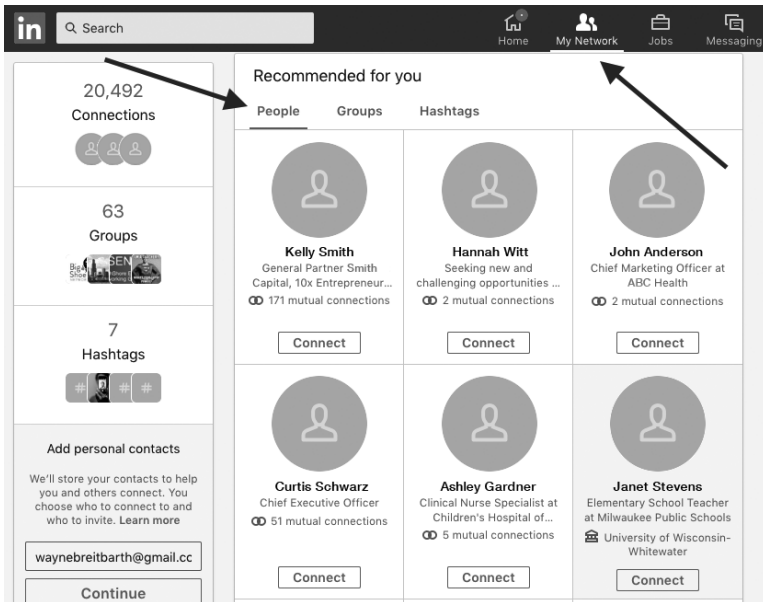 in
Search
Home
My Network
Jobs
Messaging
20,492
Connections
63
Groups
7
Hashtags
# # #
Add personal contacts
We'll store your contacts to help
you and others connect. You
choose who to connect to and
who to invite. Learn more
waynebreitbarth@gmail.cc
Continue
Recommended for you
People
Groups
Hashtags
Kelly Smith
General Partner Smith
Capital, 10x Entrepreneur...
171 mutual connections
Connect
Hannah Witt
Seeking new and
challenging opportunities ...
2 mutual connections
Connect
John Anderson
Chief Marketing Officer at
ABC Health
2 mutual connections
Connect
Curtis Schwarz
Chief Executive Officer
51 mutual connections
Connect
Ashley Gardner
Clinical Nurse Specialist at
Children's Hospital of...
5 mutual connections
Connect
Janet Stevens
Elementary School Teacher
at Milwaukee Public Schools
University of Wisconsin-
Whitewater
Connect